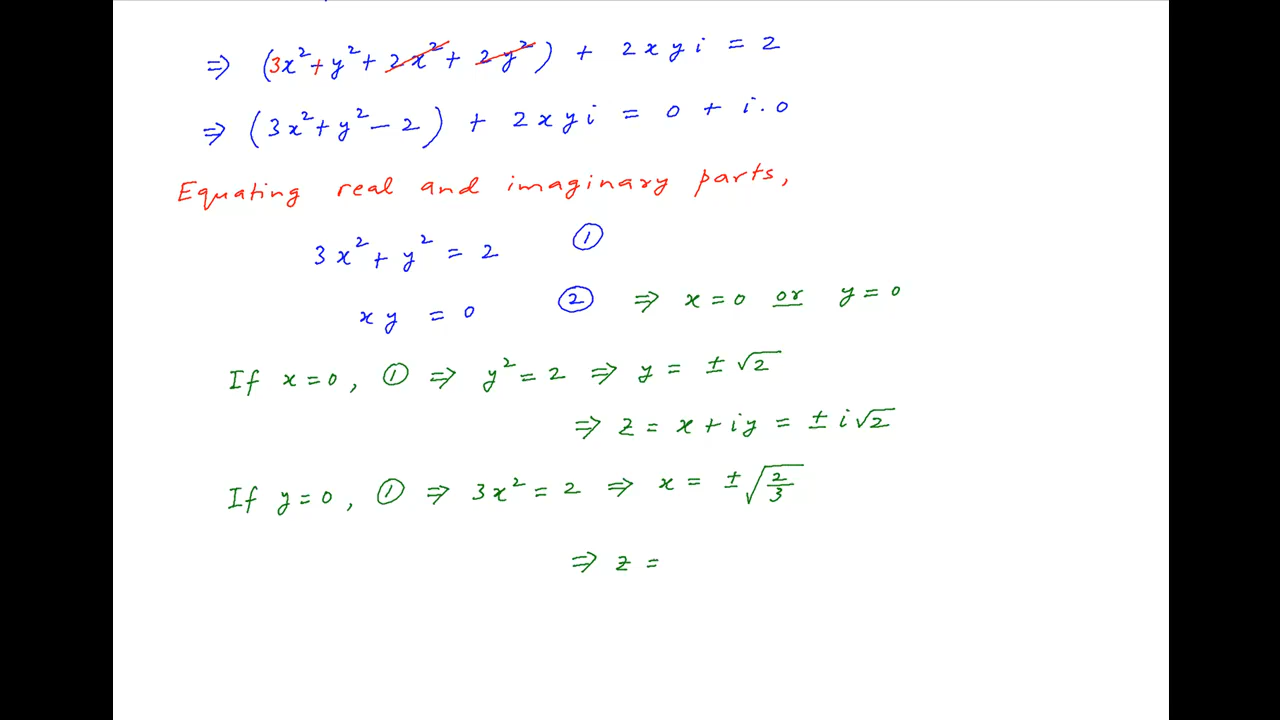 ⇒ (3x² + y² + 2x² + 2y²) + 2xyi = 2
⇒ (3x² + y² − 2) + 2xyi = 0 + i.0
Equating real and imaginary parts,
3x² + y² = 2 ①
xy = 0 ② ⇒ x = 0 or y = 0
If x = 0, ① ⇒ y² = 2 ⇒ y = ± √2
⇒ z = x + iy = ± i√2
If y = 0, ① ⇒ 3x² = 2 ⇒ x = ± √(2/3)
⇒ z =